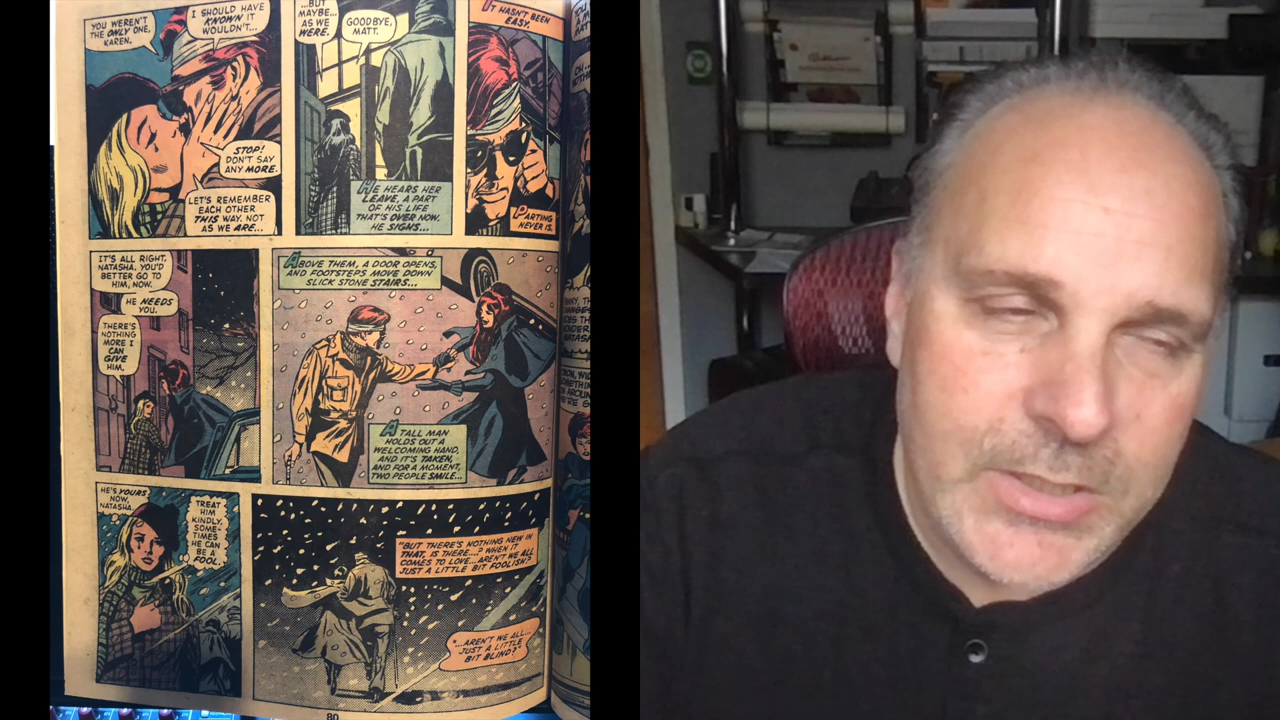 YOU WEREN'T
THE ONLY ONE,
KAREN.
I SHOULD HAVE
KNOWN IT
WOULDN'T...
STOP!
DON'T SAY
ANY MORE.
LET'S REMEMBER
EACH OTHER
THIS WAY. NOT
AS WE ARE...
...BUT
MAYBE...
AS WE
WERE.
GOODBYE,
MATT.
HE HEARS HER
LEAVE, A PART
OF HIS LIFE
THAT'S OVER NOW.
HE SIGHS...
IT HASN'T BEEN
EASY.
PARTING
NEVER IS.
IT'S ALL RIGHT,
NATASHA. YOU'D
BETTER GO TO
HIM, NOW.
HE NEEDS
YOU.
THERE'S
NOTHING
MORE I
CAN
GIVE
HIM.
ABOVE THEM, A DOOR OPENS,
AND FOOTSTEPS MOVE DOWN
SLICK STONE STAIRS...
A TALL MAN
HOLDS OUT A
WELCOMING HAND,
AND IT'S TAKEN,
AND FOR A MOMENT,
TWO PEOPLE SMILE...
HE'S YOURS
NOW,
NATASHA.
TREAT
HIM
KINDLY.
SOME-
TIMES
HE CAN
BE A
FOOL.
"BUT THERE'S NOTHING NEW IN
THAT, IS THERE...? WHEN IT
COMES TO LOVE...AREN'T WE ALL
JUST A LITTLE BIT FOOLISH?
"...AREN'T WE ALL...
JUST A LITTLE
BIT BLIND?"
80